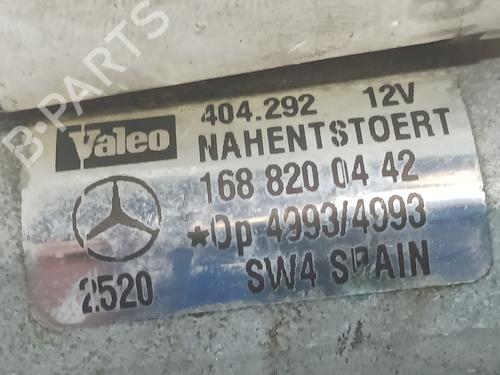 B-PARTS
404.292 12V
Valeo NAHENTSTOERT
168 820 04 42
★Dp 4993/4093
2520 SW4 SPAIN